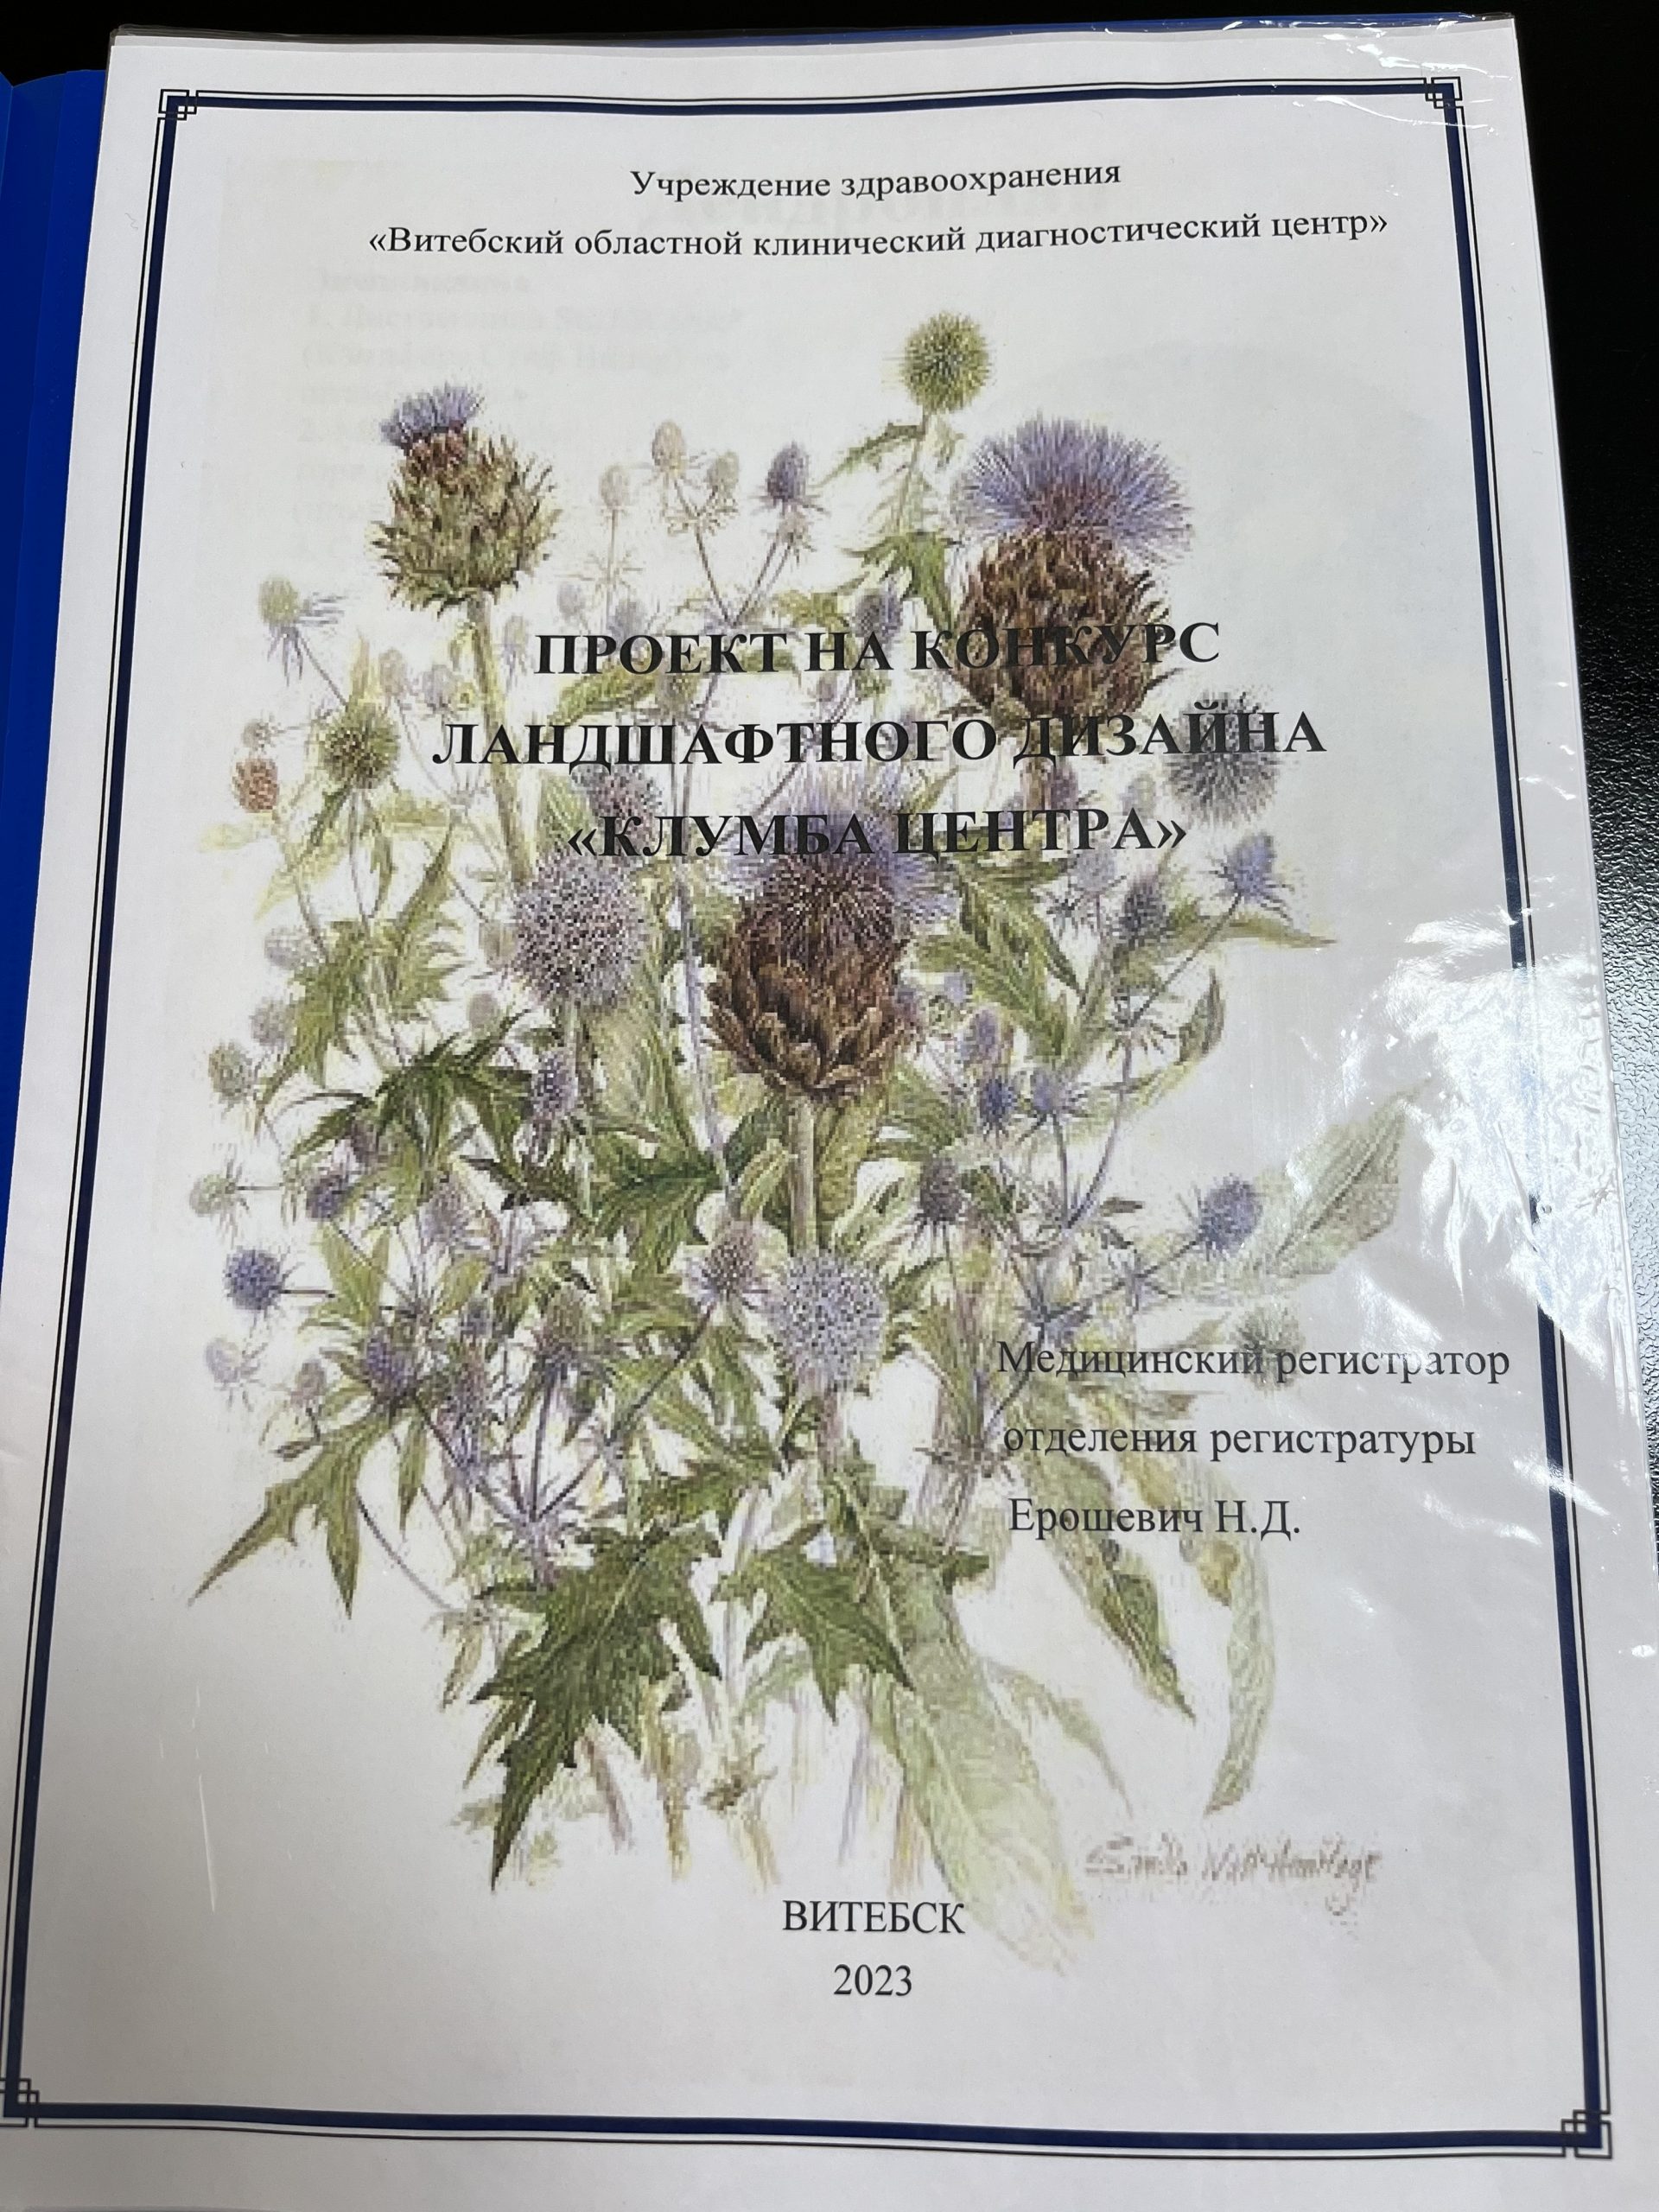 Учреждение здравоохранения
«Витебский областной клинический диагностический центр»
ПРОЕКТ НА КОНКУРС
ЛАНДШАФТНОГО ДИЗАЙНА
«КЛУМБА ЦЕНТРА»
Медицинский регистратор
отделения регистратуры
Ерошевич Н.Д.
ВИТЕБСК
2023